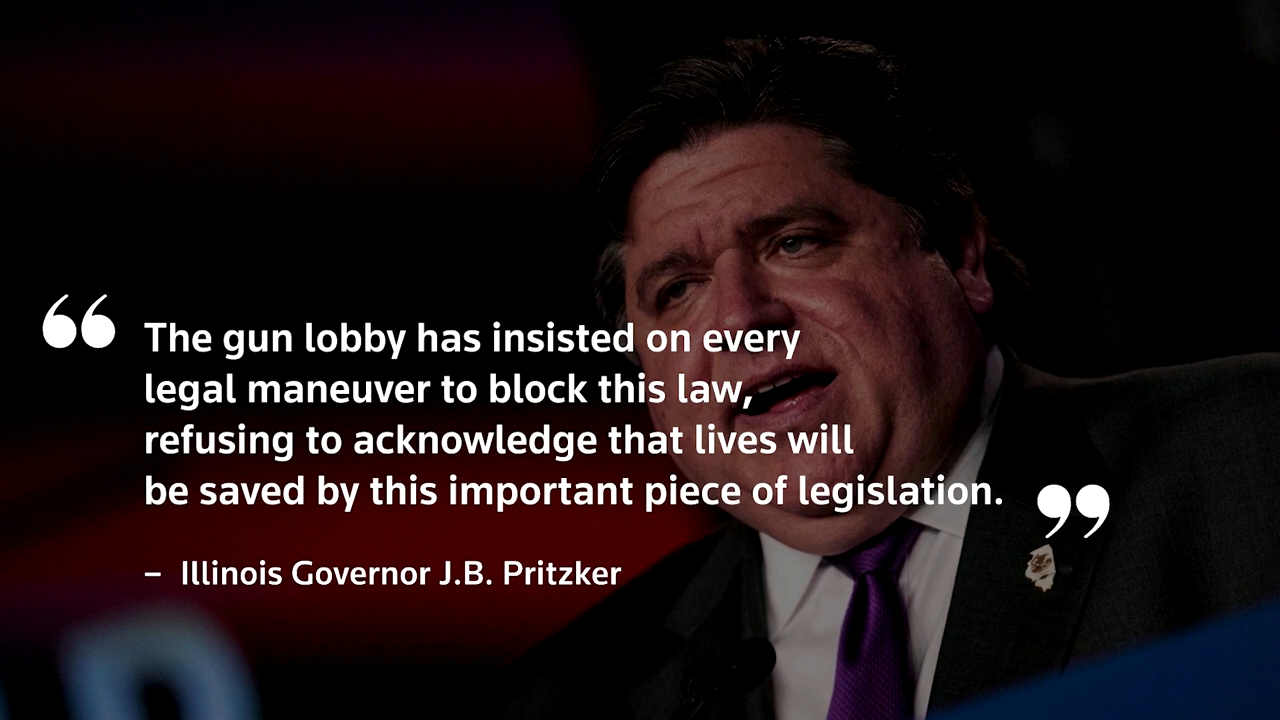 “ The gun lobby has insisted on every
legal maneuver to block this law,
refusing to acknowledge that lives will
be saved by this important piece of legislation. ”
– Illinois Governor J.B. Pritzker